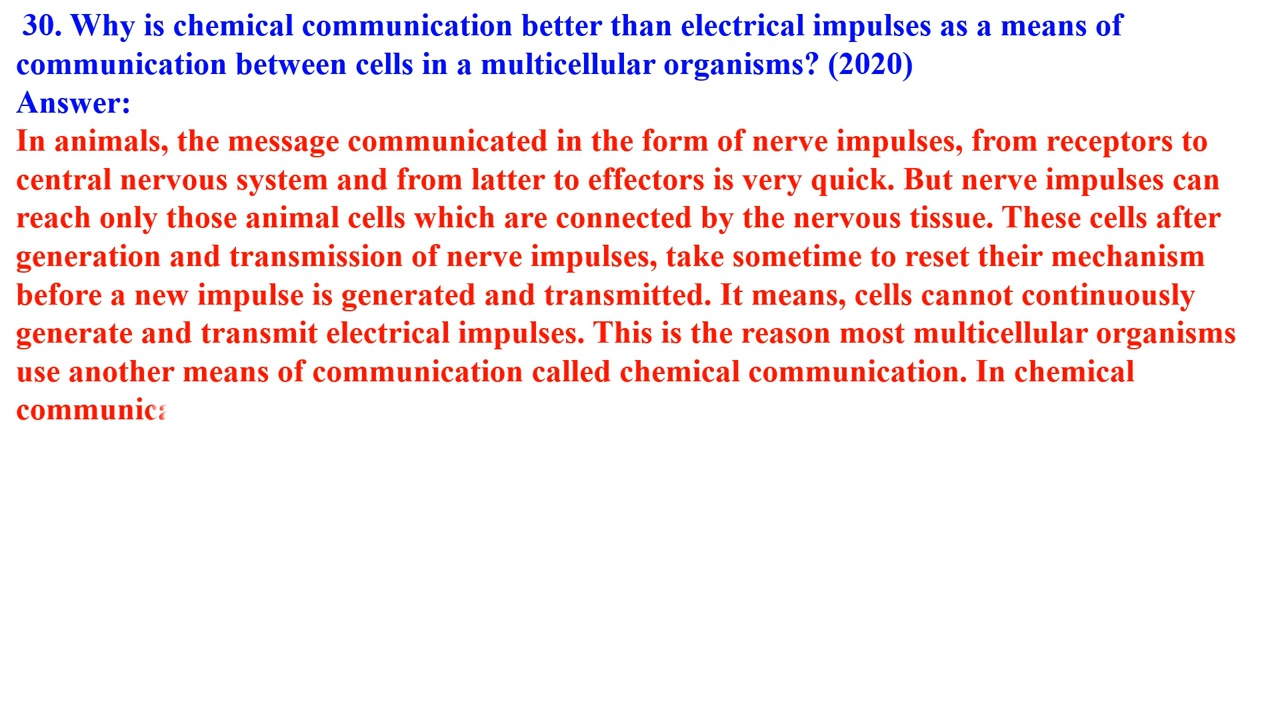 30. Why is chemical communication better than electrical impulses as a means of
communication between cells in a multicellular organisms? (2020)
Answer:
In animals, the message communicated in the form of nerve impulses, from receptors to
central nervous system and from latter to effectors is very quick. But nerve impulses can
reach only those animal cells which are connected by the nervous tissue. These cells after
generation and transmission of nerve impulses, take sometime to reset their mechanism
before a new impulse is generated and transmitted. It means, cells cannot continuously
generate and transmit electrical impulses. This is the reason most multicellular organisms
use another means of communication called chemical communication. In chemical